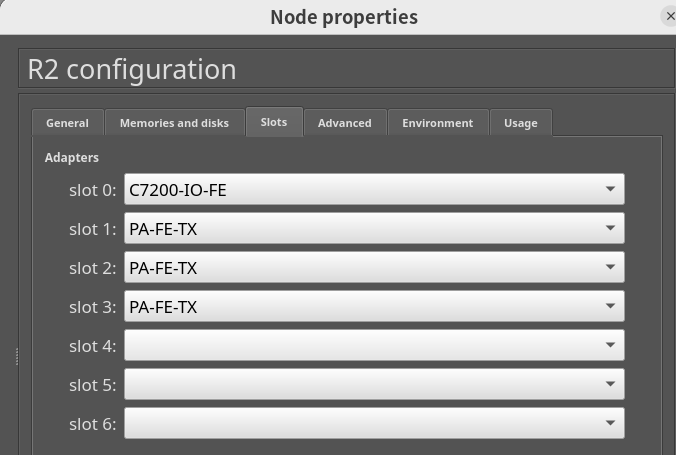 Node properties
R2 configuration
General Memories and disks Slots Advanced Environment Usage
Adapters
slot 0: C7200-IO-FE
slot 1: PA-FE-TX
slot 2: PA-FE-TX
slot 3: PA-FE-TX
slot 4:
slot 5:
slot 6: